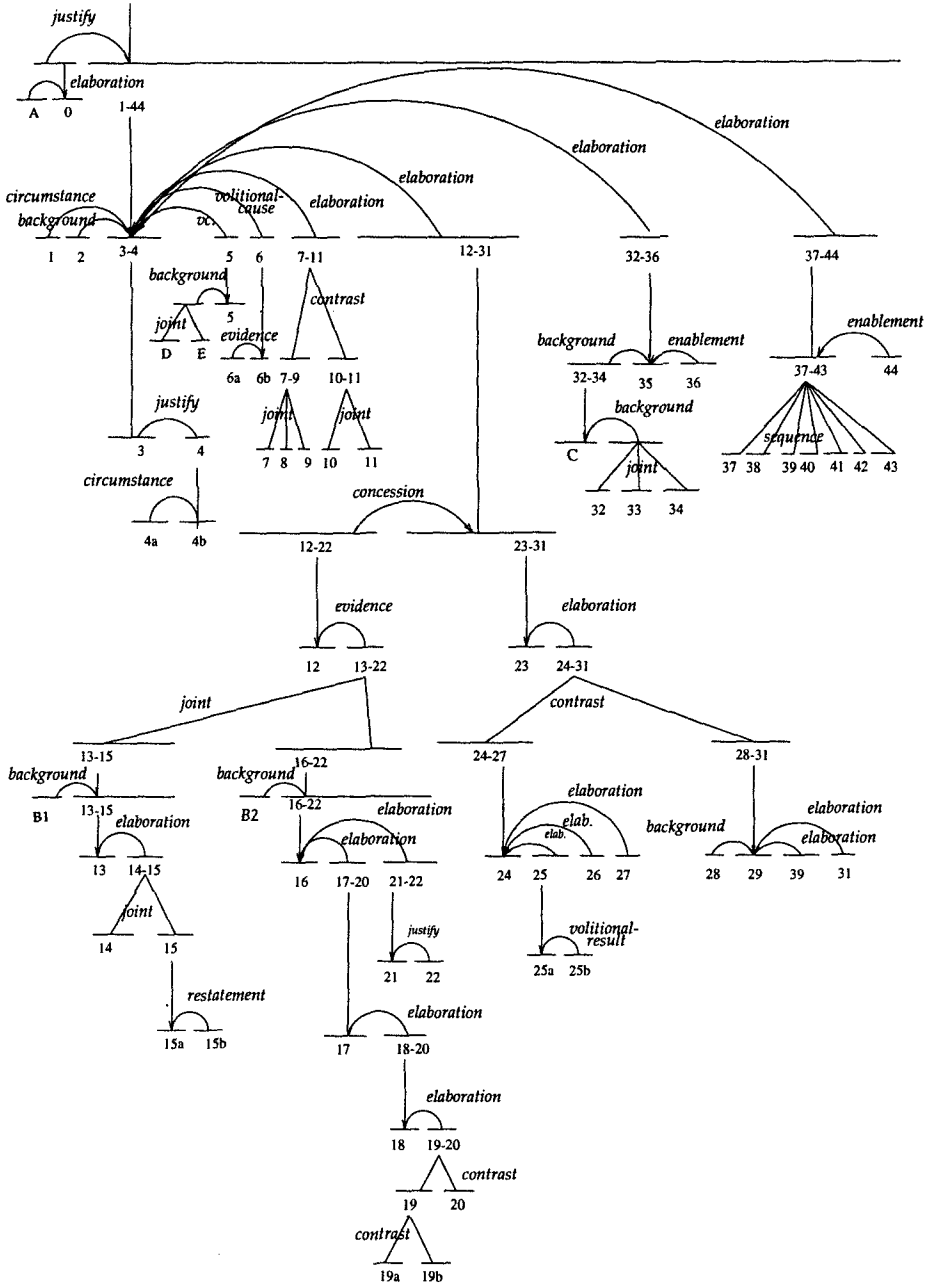 justify
elaboration
A 0 1-44
elaboration
elaboration
elaboration
circumstance volitional-
cause elaboration
background vc.
1 2 3-4 5 6 7-11 12-31 32-36 37-44
background
contrast
joint 5
enablement
D E evidence
background enablement
6a 6b 7-9 10-11 32-34 35 36 37-43 44
justify
background
joint joint
sequence
3 4 7 8 9 10 11 C 37 38 39 40 41 42 43
joint
circumstance
32 33 34
concession
4a 4b
12-22 23-31
evidence elaboration
12 13-22 23 24-31
joint contrast
13-15 16-22 24-27 28-31
background background
B1 13-15 B2 16-22
elaboration elaboration elaboration elaboration
elaboration elab. background elaboration
elab.
13 14-15 16 17-20 21-22 24 25 26 27 28 29 39 31
joint
14 15 justify volitional-
result
21 22 25a 25b
restatement elaboration
15a 15b 17 18-20
elaboration
18 19-20
contrast
19 20
contrast
19a 19b